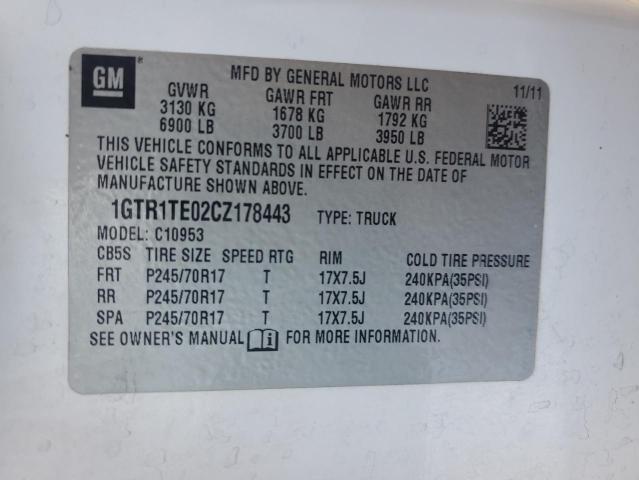 GM ®
MFD BY GENERAL MOTORS LLC
GVWR GAWR FRT GAWR RR 11/11
3130 KG 1678 KG 1792 KG
6900 LB 3700 LB 3950 LB
THIS VEHICLE CONFORMS TO ALL APPLICABLE U.S. FEDERAL MOTOR
VEHICLE SAFETY STANDARDS IN EFFECT ON THE DATE OF
MANUFACTURE SHOWN ABOVE.
1GTR1TE02CZ178443 TYPE: TRUCK
MODEL: C10953
CB5S TIRE SIZE SPEED RTG RIM COLD TIRE PRESSURE
FRT P245/70R17 T 17X7.5J 240KPA(35PSI)
RR P245/70R17 T 17X7.5J 240KPA(35PSI)
SPA P245/70R17 T 17X7.5J 240KPA(35PSI)
SEE OWNER'S MANUAL i FOR MORE INFORMATION.